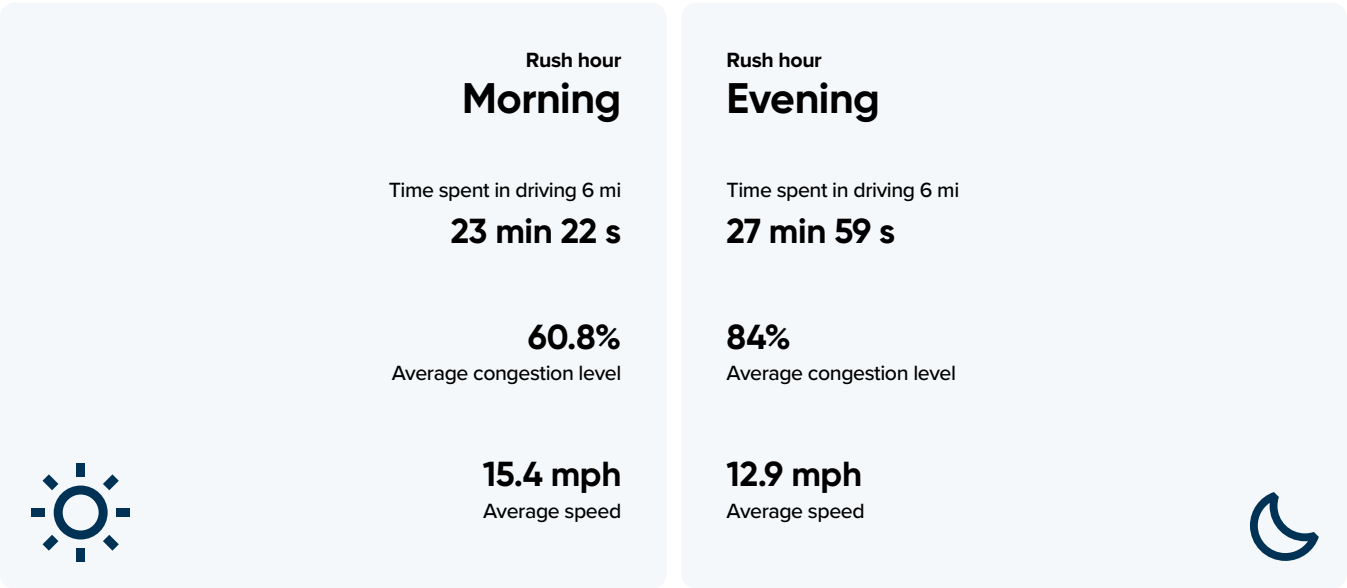 Rush hour
Morning
Time spent in driving 6 mi
23 min 22 s
60.8%
Average congestion level
15.4 mph
Average speed
Rush hour
Evening
Time spent in driving 6 mi
27 min 59 s
84%
Average congestion level
12.9 mph
Average speed